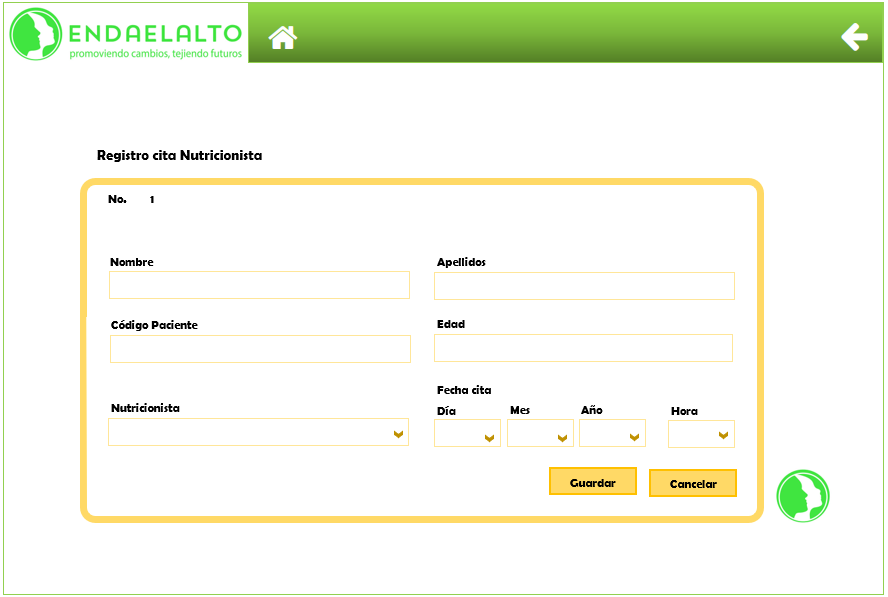 ENDAELALTO
promoviendo cambios, tejiendo futuros
Registro cita Nutricionista
No. 1
Nombre
Apellidos
Código Paciente
Edad
Fecha cita
Nutricionista
Día
Mes
Año
Hora
Guardar
Cancelar